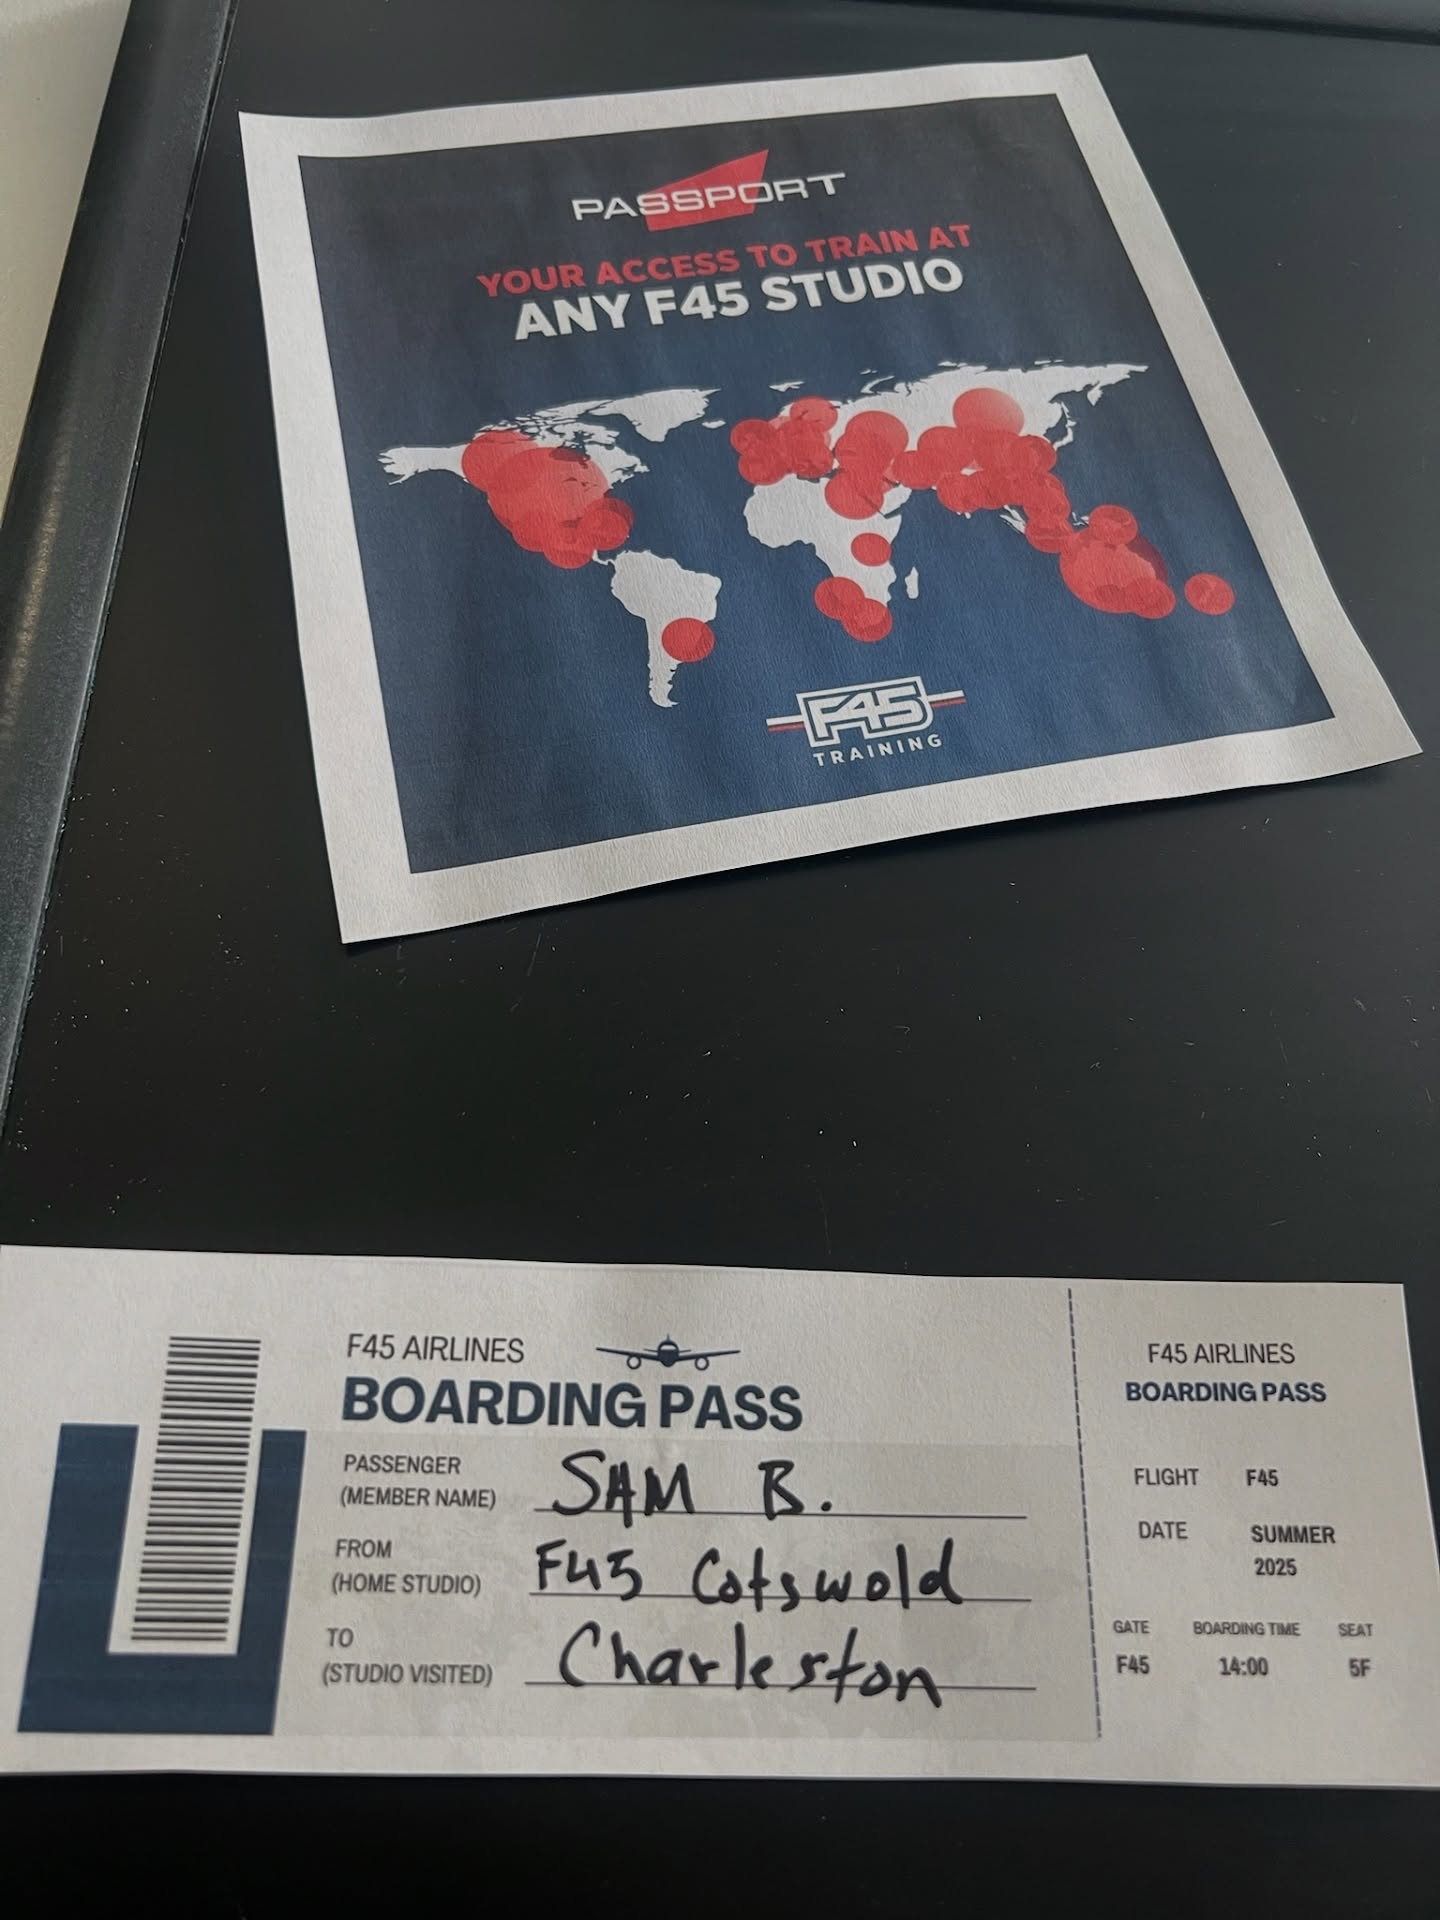 PASSPORT
YOUR ACCESS TO TRAIN AT
ANY F45 STUDIO
F45
TRAINING
F45 AIRLINES
BOARDING PASS
PASSENGER
(MEMBER NAME) SAM B.
FROM
(HOME STUDIO) F45 Cotswold
TO
(STUDIO VISITED) Charleston
F45 AIRLINES
BOARDING PASS
FLIGHT F45
DATE SUMMER
2025
GATE BOARDING TIME SEAT
F45 14:00 5F